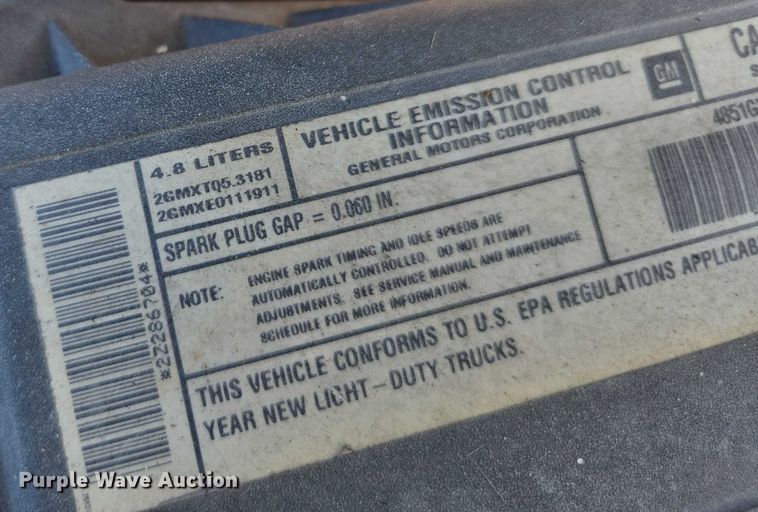 4.8 LITERS
2GMXT05.3181
2GMXE0111911
VEHICLE EMISSION CONTROL
INFORMATION
GENERAL MOTORS CORPORATION
GM
CA
S
4851G
SPARK PLUG GAP = 0.060 IN.
NOTE: ENGINE SPARK TIMING AND IDLE SPEEDS ARE
AUTOMATICALLY CONTROLLED. DO NOT ATTEMPT
ADJUSTMENTS. SEE SERVICE MANUAL AND MAINTENANCE
SCHEDULE FOR MORE INFORMATION.
THIS VEHICLE CONFORMS TO U.S. EPA REGULATIONS APPLICAB
YEAR NEW LIGHT-DUTY TRUCKS.
*22286704*
Purple Wave Auction